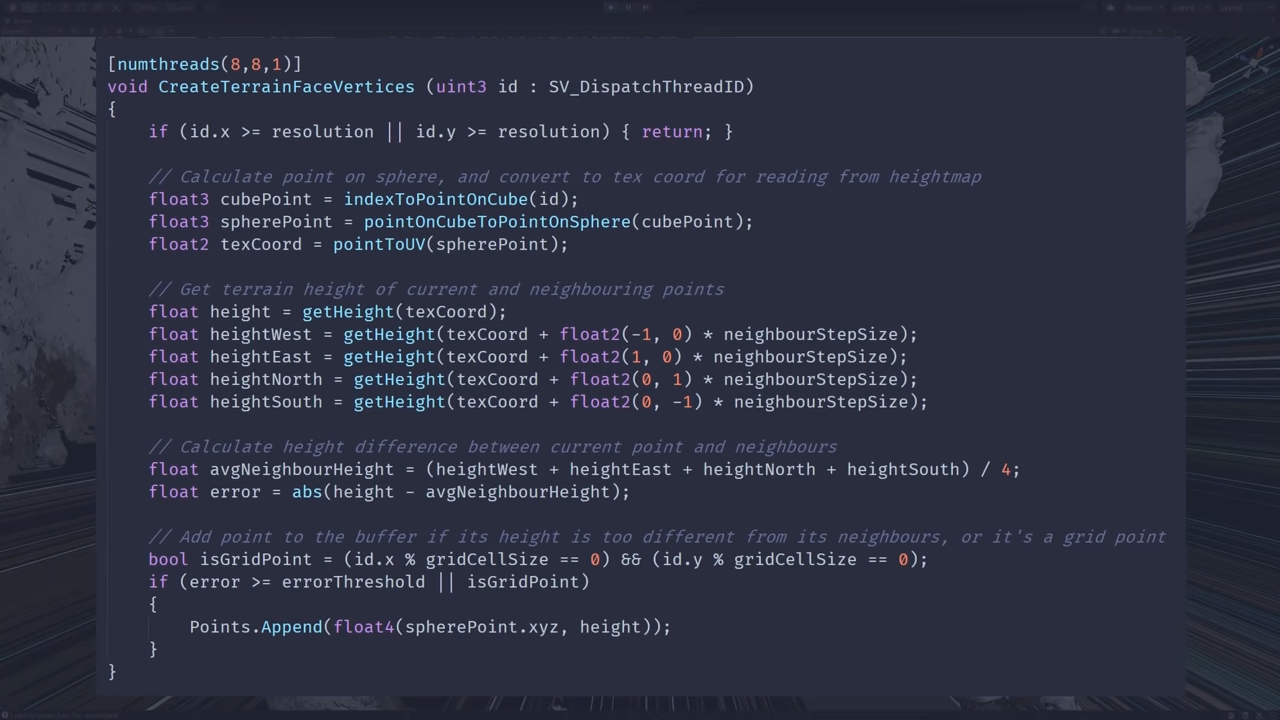 [numthreads(8,8,1)]
void CreateTerrainFaceVertices (uint3 id : SV_DispatchThreadID)
{
    if (id.x >= resolution || id.y >= resolution) { return; }
    // Calculate point on sphere, and convert to tex coord for reading from heightmap
    float3 cubePoint = indexToPointOnCube(id);
    float3 spherePoint = pointOnCubeToPointOnSphere(cubePoint);
    float2 texCoord = pointToUV(spherePoint);
    // Get terrain height of current and neighbouring points
    float height = getHeight(texCoord);
    float heightWest = getHeight(texCoord + float2(-1, 0) * neighbourStepSize);
    float heightEast = getHeight(texCoord + float2(1, 0) * neighbourStepSize);
    float heightNorth = getHeight(texCoord + float2(0, 1) * neighbourStepSize);
    float heightSouth = getHeight(texCoord + float2(0, -1) * neighbourStepSize);
    // Calculate height difference between current point and neighbours
    float avgNeighbourHeight = (heightWest + heightEast + heightNorth + heightSouth) / 4;
    float error = abs(height - avgNeighbourHeight);
    // Add point to the buffer if its height is too different from its neighbours, or it's a grid point
    bool isGridPoint = (id.x % gridCellSize == 0) && (id.y % gridCellSize == 0);
    if (error >= errorThreshold || isGridPoint)
    {
        Points.Append(float4(spherePoint.xyz, height));
    }
}